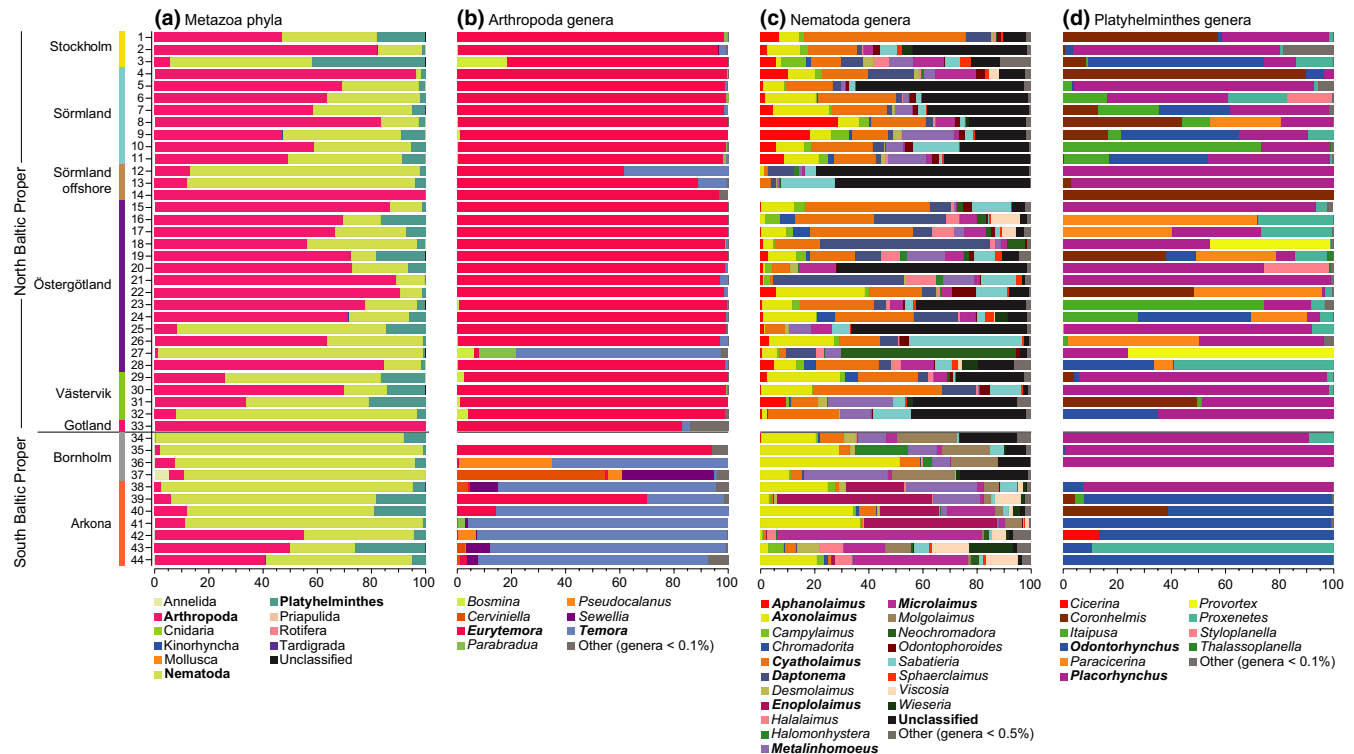 (a) Metazoa phyla
(b) Arthropoda genera
(c) Nematoda genera
(d) Platyhelminthes genera
North Baltic Proper
South Baltic Proper
Stockholm
Sörmland
Sörmland offshore
Östergötland
Västervik
Gotland
Bornholm
Arkona
1
2
3
4
5
6
7
8
9
10
11
12
13
14
15
16
17
18
19
20
21
22
23
24
25
26
27
28
29
30
31
32
33
34
35
36
37
38
39
40
41
42
43
44
0 20 40 60 80 100
0 20 40 60 80 100
0 20 40 60 80 100
0 20 40 60 80 100
Annelida
Arthropoda
Cnidaria
Kinorhyncha
Mollusca
Nematoda
Platyhelminthes
Priapulida
Rotifera
Tardigrada
Unclassified
Bosmina
Cerviniella
Eurytemora
Parabradua
Pseudocalanus
Sewellia
Temora
Other (genera < 0.1%)
Aphanolaimus
Axonolaimus
Campylaimus
Chromadorita
Cyatholaimus
Daptonema
Desmolaimus
Enoplolaimus
Halalaimus
Halomonhystera
Metalinhomoeus
Microlaimus
Molgolaimus
Neochromadora
Odontophoroides
Sabatieria
Sphaerclaimus
Viscosia
Wieseria
Unclassified
Other (genera < 0.5%)
Cicerina
Coronhelmis
Itaipusa
Odontorhynchus
Paracicerina
Placorhynchus
Provortex
Proxenetes
Styloplanella
Thalassoplanella
Other (genera < 0.1%)